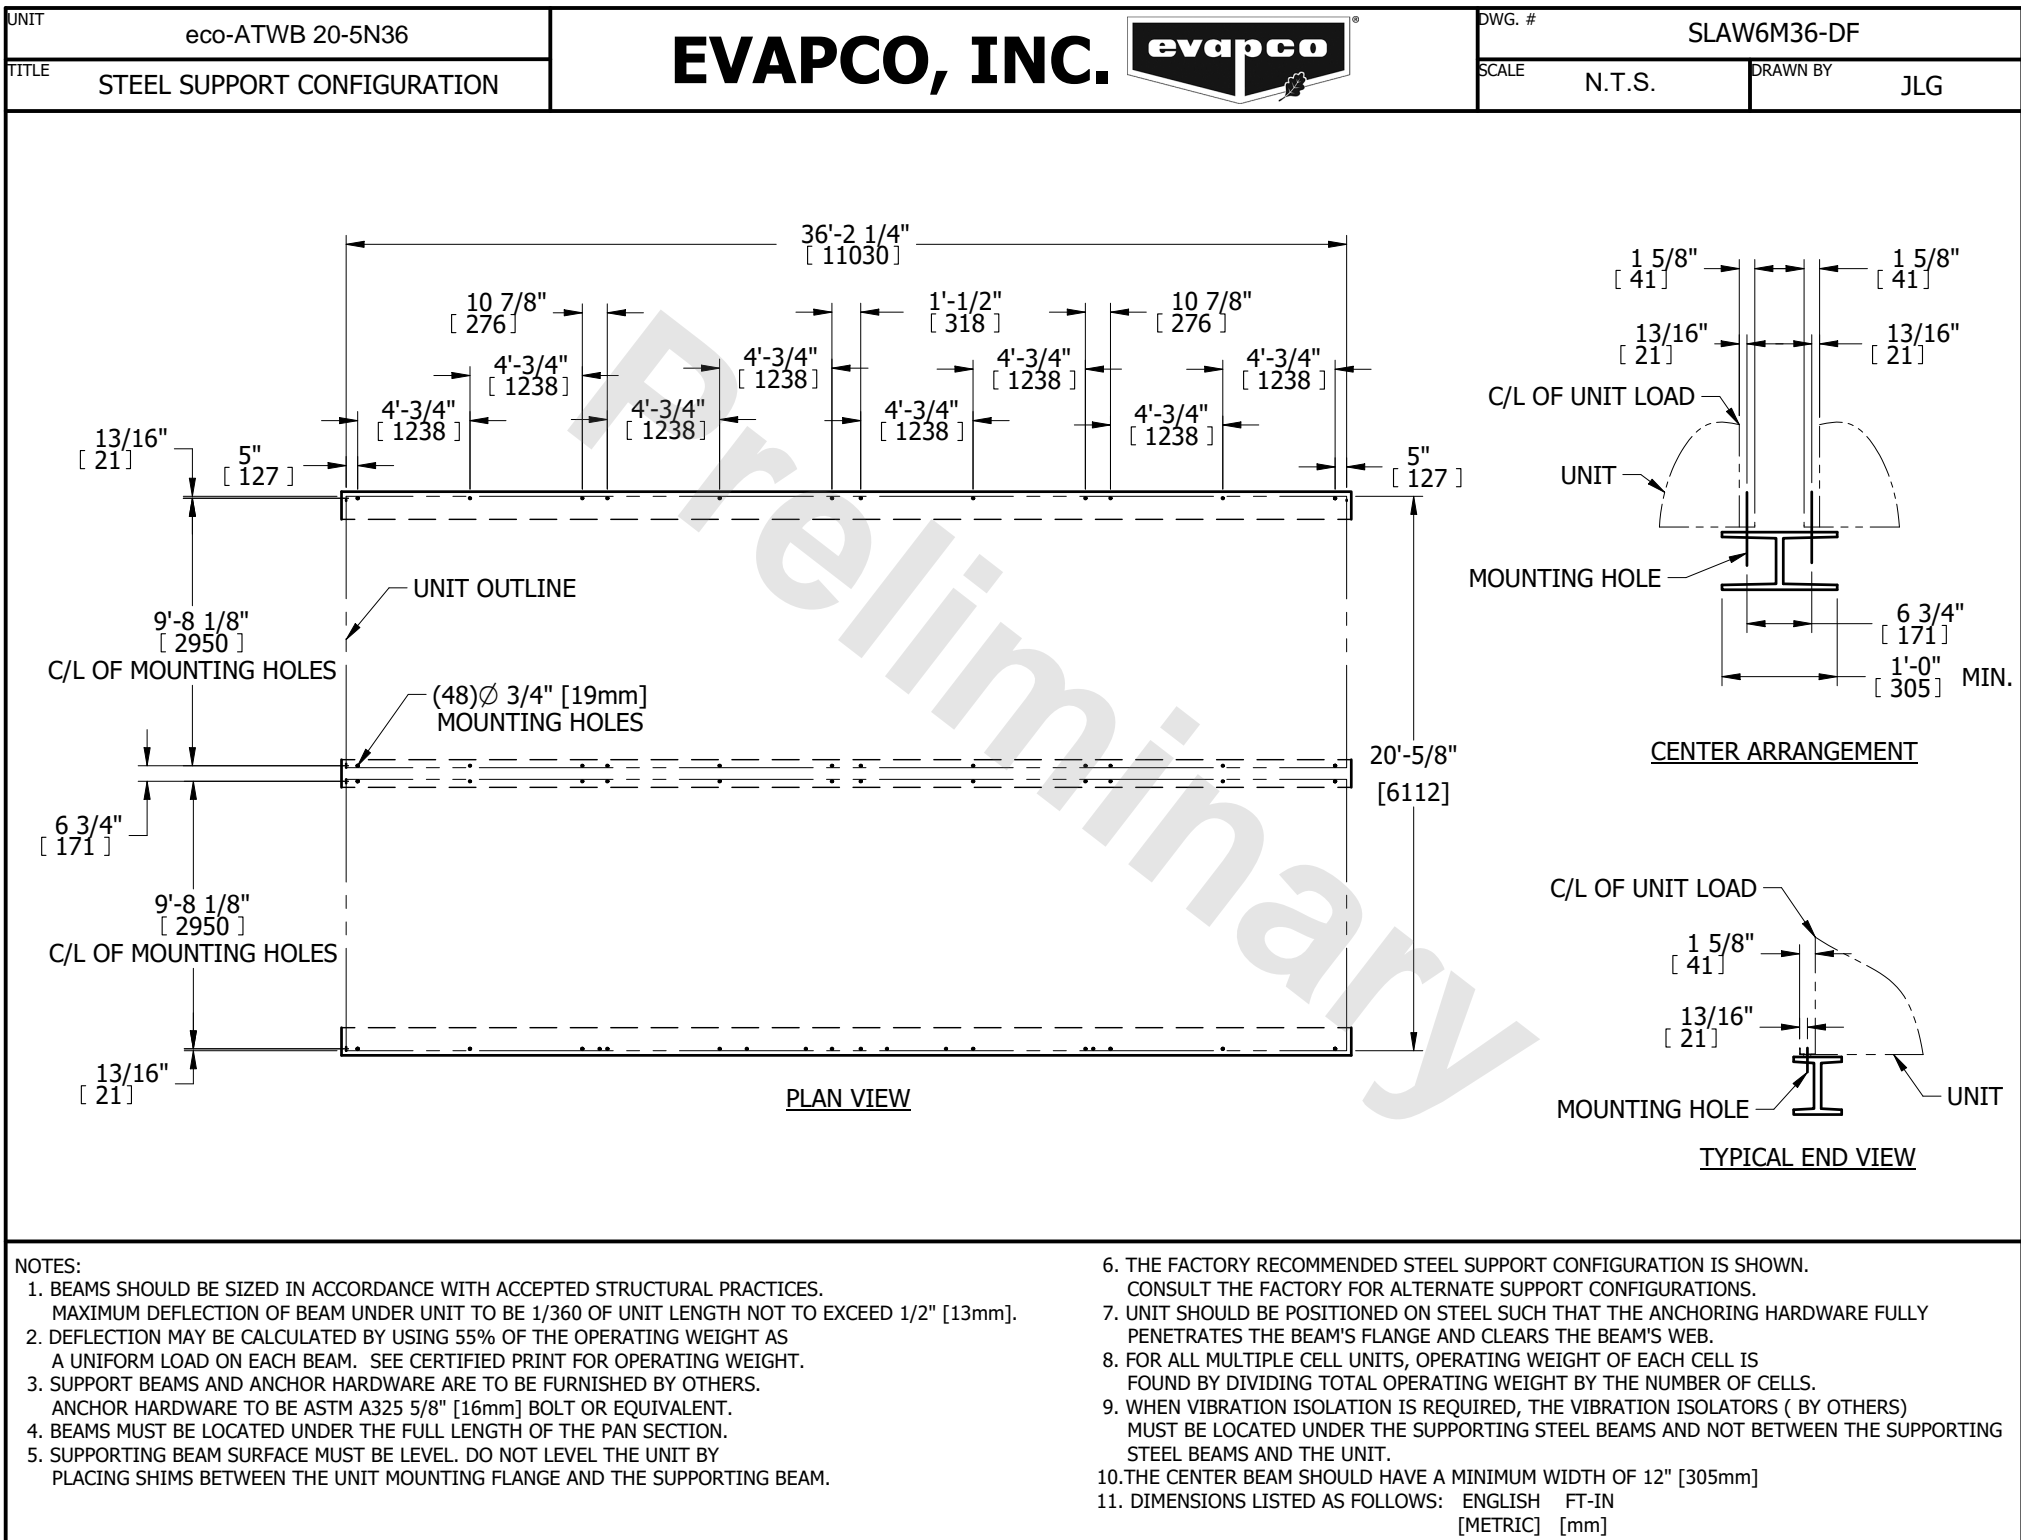 UNIT
eco-ATWB 20-5N36
TITLE
STEEL SUPPORT CONFIGURATION
EVAPCO, INC.
evapco
®
DWG. #
SLAW6M36-DF
SCALE
N.T.S.
DRAWN BY
JLG
36'-2 1/4"
[ 11030 ]
10 7/8"
[ 276 ]
1'-1/2"
[ 318 ]
10 7/8"
[ 276 ]
4'-3/4"
[ 1238 ]
4'-3/4"
[ 1238 ]
4'-3/4"
[ 1238 ]
4'-3/4"
[ 1238 ]
4'-3/4"
[ 1238 ]
4'-3/4"
[ 1238 ]
4'-3/4"
[ 1238 ]
4'-3/4"
[ 1238 ]
13/16"
[ 21 ]
5"
[ 127 ]
5"
[ 127 ]
UNIT OUTLINE
9'-8 1/8"
[ 2950 ]
C/L OF MOUNTING HOLES
(48)Ø 3/4" [19mm]
MOUNTING HOLES
20'-5/8"
[6112]
6 3/4"
[ 171 ]
9'-8 1/8"
[ 2950 ]
C/L OF MOUNTING HOLES
13/16"
[ 21 ]
PLAN VIEW
Preliminary
1 5/8"
[ 41 ]
1 5/8"
[ 41 ]
13/16"
[ 21 ]
13/16"
[ 21 ]
C/L OF UNIT LOAD
UNIT
MOUNTING HOLE
6 3/4"
[ 171 ]
1'-0"
[ 305 ] MIN.
CENTER ARRANGEMENT
C/L OF UNIT LOAD
1 5/8"
[ 41 ]
13/16"
[ 21 ]
MOUNTING HOLE
UNIT
TYPICAL END VIEW
NOTES:
1. BEAMS SHOULD BE SIZED IN ACCORDANCE WITH ACCEPTED STRUCTURAL PRACTICES.
MAXIMUM DEFLECTION OF BEAM UNDER UNIT TO BE 1/360 OF UNIT LENGTH NOT TO EXCEED 1/2" [13mm].
2. DEFLECTION MAY BE CALCULATED BY USING 55% OF THE OPERATING WEIGHT AS
A UNIFORM LOAD ON EACH BEAM. SEE CERTIFIED PRINT FOR OPERATING WEIGHT.
3. SUPPORT BEAMS AND ANCHOR HARDWARE ARE TO BE FURNISHED BY OTHERS.
ANCHOR HARDWARE TO BE ASTM A325 5/8" [16mm] BOLT OR EQUIVALENT.
4. BEAMS MUST BE LOCATED UNDER THE FULL LENGTH OF THE PAN SECTION.
5. SUPPORTING BEAM SURFACE MUST BE LEVEL. DO NOT LEVEL THE UNIT BY
PLACING SHIMS BETWEEN THE UNIT MOUNTING FLANGE AND THE SUPPORTING BEAM.
6. THE FACTORY RECOMMENDED STEEL SUPPORT CONFIGURATION IS SHOWN.
CONSULT THE FACTORY FOR ALTERNATE SUPPORT CONFIGURATIONS.
7. UNIT SHOULD BE POSITIONED ON STEEL SUCH THAT THE ANCHORING HARDWARE FULLY
PENETRATES THE BEAM'S FLANGE AND CLEARS THE BEAM'S WEB.
8. FOR ALL MULTIPLE CELL UNITS, OPERATING WEIGHT OF EACH CELL IS
FOUND BY DIVIDING TOTAL OPERATING WEIGHT BY THE NUMBER OF CELLS.
9. WHEN VIBRATION ISOLATION IS REQUIRED, THE VIBRATION ISOLATORS ( BY OTHERS)
MUST BE LOCATED UNDER THE SUPPORTING STEEL BEAMS AND NOT BETWEEN THE SUPPORTING
STEEL BEAMS AND THE UNIT.
10.THE CENTER BEAM SHOULD HAVE A MINIMUM WIDTH OF 12" [305mm]
11. DIMENSIONS LISTED AS FOLLOWS: ENGLISH FT-IN
[METRIC] [mm]